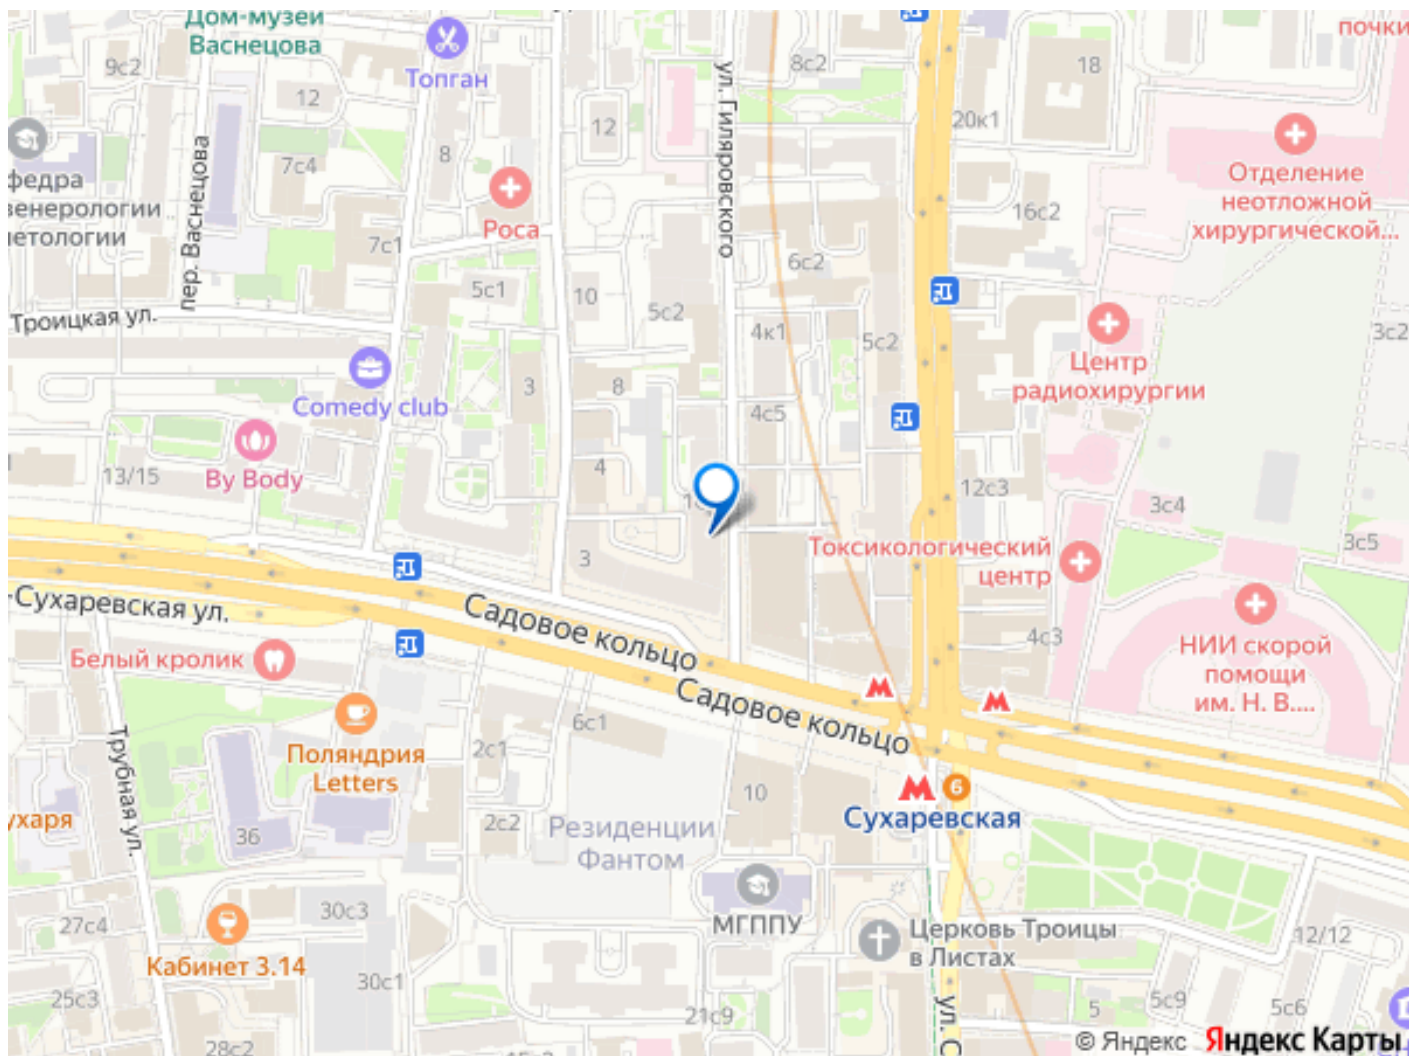 Дом-музей
Васнецова
Топган
9с2
12
8с2
18
почки
20к1
12
ул. Гиляровского
пер. Васнецова
8
7с4
Роса
Отделение
неотложной
хирургической...
16с2
7с1
6с2
5с1
10
5с2
Троицкая ул.
4к1
5с2
3с2
Центр
радиохирургии
Comedy club
3
8
4с5
By Body
13/15
4
12с3
3с4
3
Токсикологический
центр
3с5
-Сухаревская ул.
Садовое кольцо
4с3
НИИ скорой
помощи
им. Н. В....
Белый кролик
Садовое кольцо
6с1
2с1
Трубная ул.
Поляндрия
Letters
10
6
Сухаревская
36
2с2
Резиденции
Фантом
30с3
МГППУ
27с4
Церковь Троицы
в Листах
12/12
Кабинет 3.14
30с1
25с3
21с9
5
5с9
5с6
28с2
© Яндекс Яндекс Карты